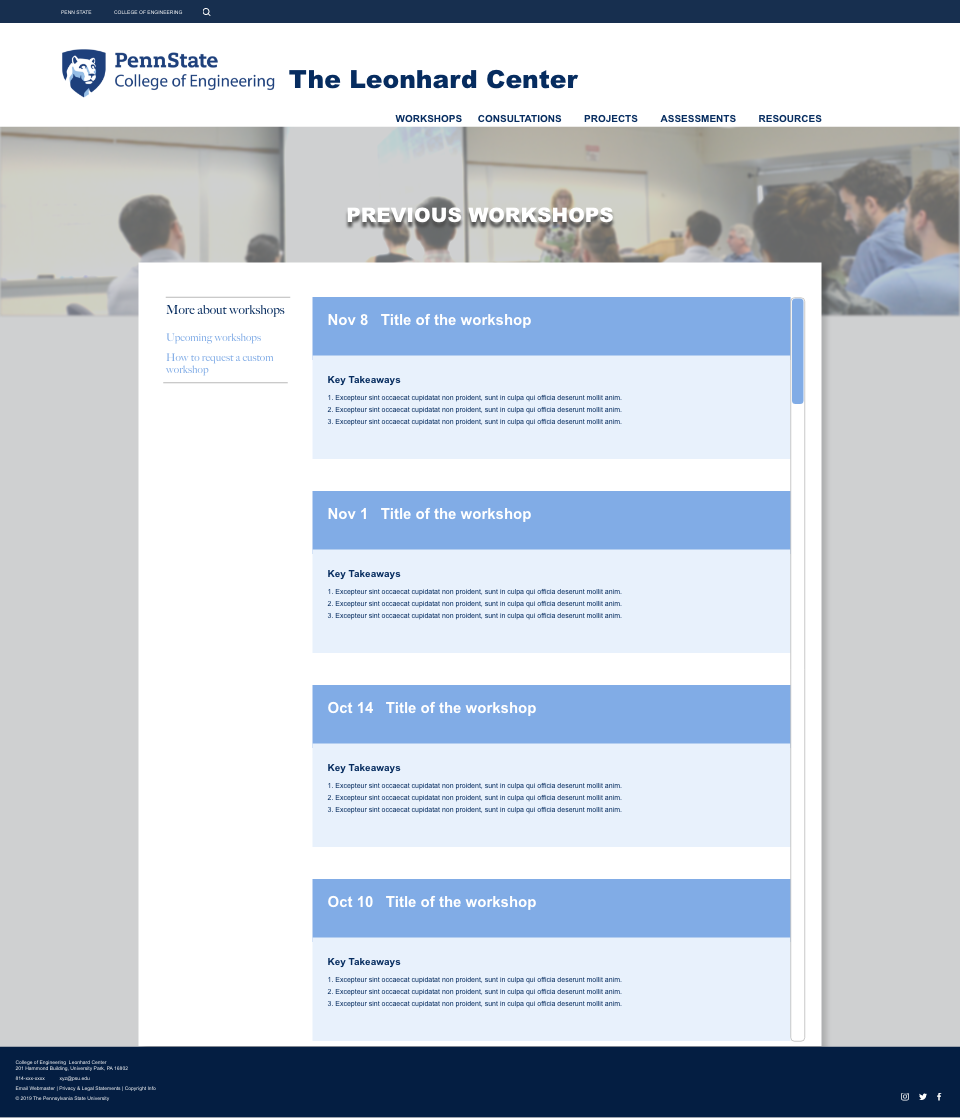 PENN STATE
COLLEGE OF ENGINEERING
PennState
College of Engineering
The Leonhard Center
WORKSHOPS CONSULTATIONS PROJECTS ASSESSMENTS RESOURCES
PREVIOUS WORKSHOPS
More about workshops
Upcoming workshops
How to request a custom
workshop
Nov 8 Title of the workshop
Key Takeaways
1. Excepteur sint occaecat cupidatat non proident, sunt in culpa qui officia deserunt mollit anim.
2. Excepteur sint occaecat cupidatat non proident, sunt in culpa qui officia deserunt mollit anim.
3. Excepteur sint occaecat cupidatat non proident, sunt in culpa qui officia deserunt mollit anim.
Nov 1 Title of the workshop
Key Takeaways
1. Excepteur sint occaecat cupidatat non proident, sunt in culpa qui officia deserunt mollit anim.
2. Excepteur sint occaecat cupidatat non proident, sunt in culpa qui officia deserunt mollit anim.
3. Excepteur sint occaecat cupidatat non proident, sunt in culpa qui officia deserunt mollit anim.
Oct 14 Title of the workshop
Key Takeaways
1. Excepteur sint occaecat cupidatat non proident, sunt in culpa qui officia deserunt mollit anim.
2. Excepteur sint occaecat cupidatat non proident, sunt in culpa qui officia deserunt mollit anim.
3. Excepteur sint occaecat cupidatat non proident, sunt in culpa qui officia deserunt mollit anim.
Oct 10 Title of the workshop
Key Takeaways
1. Excepteur sint occaecat cupidatat non proident, sunt in culpa qui officia deserunt mollit anim.
2. Excepteur sint occaecat cupidatat non proident, sunt in culpa qui officia deserunt mollit anim.
3. Excepteur sint occaecat cupidatat non proident, sunt in culpa qui officia deserunt mollit anim.
College of Engineering Leonhard Center
201 Hammond Building, University Park, PA 16802
814-xxx-xxxx xyz@psu.edu
Email Webmaster | Privacy & Legal Statements | Copyright Info
© 2019 The Pennsylvania State University